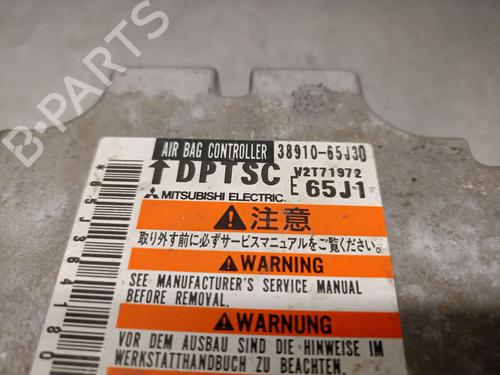 B-PARTS
AIR BAG CONTROLLER 38910-65J30
↑DPTSC W2T71972
MITSUBISHI ELECTRIC E 65J1
注意
取り外す前に必ずサービスマニュアルをご覧ください。
WARNING
SEE MANUFACTURER'S SERVICE MANUAL
BEFORE REMOVAL.
WARNUNG
VOR DEM AUSBAU SIND DIE HINWEISE IM
WERKSTATTHANDBUCH ZU BEACHTEN.
*65J364180